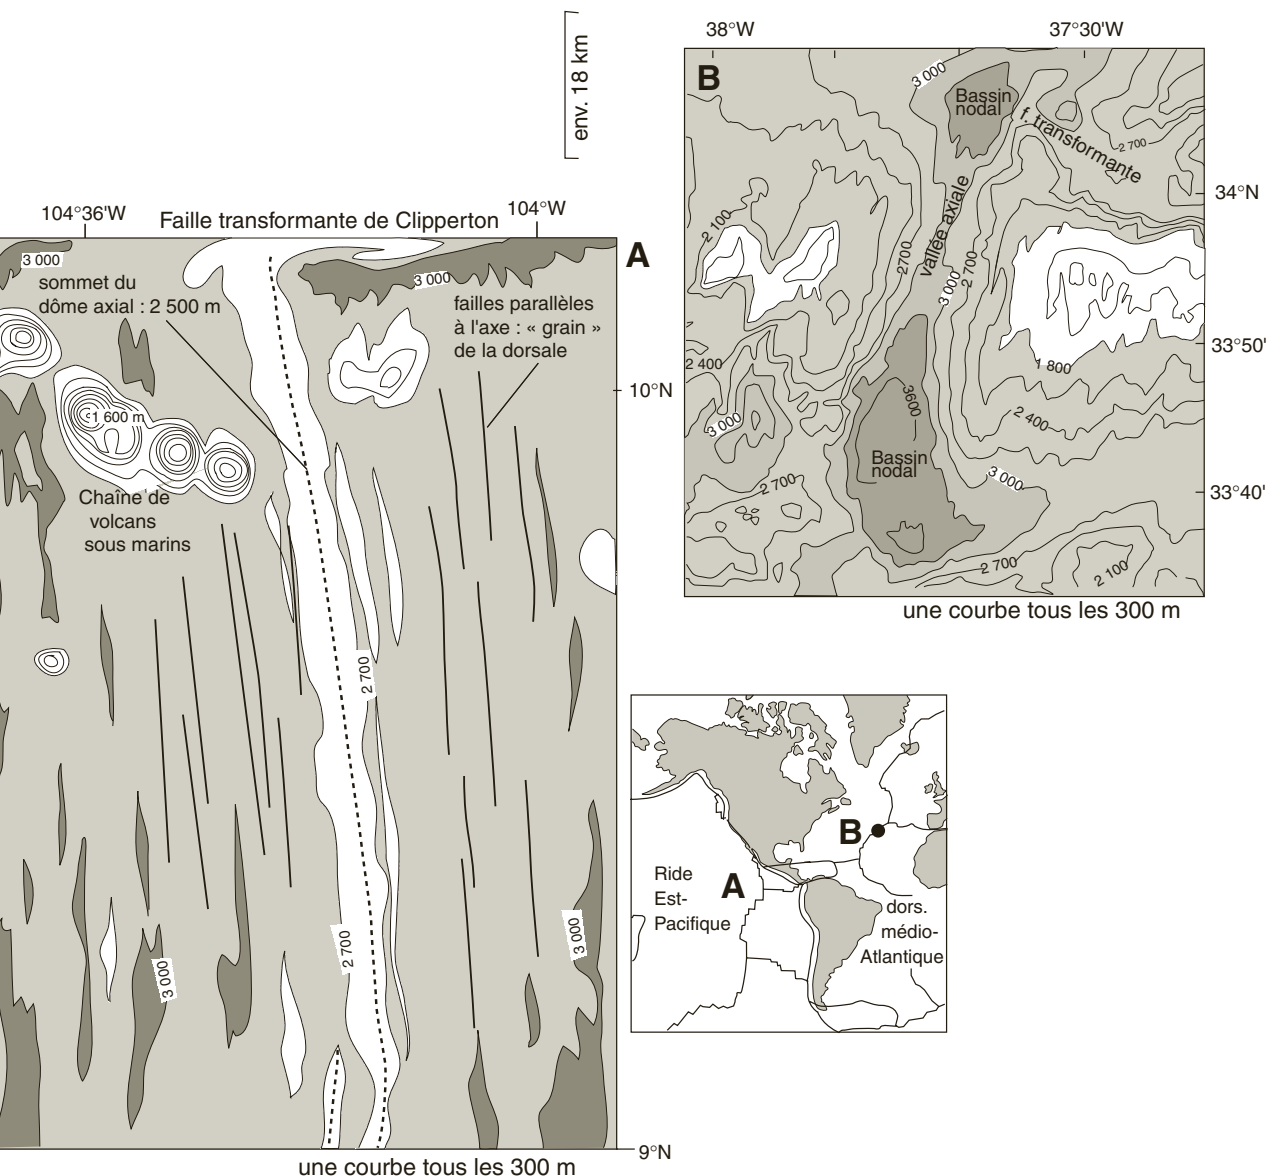 env. 18 km
104°36'W
Faille transformante de Clipperton
104°W
A
3 000
sommet du
dôme axial : 2 500 m
3 000
failles parallèles
à l'axe : « grain »
de la dorsale
10°N
1 600 m
Chaîne de
volcans
sous marins
2 700
2 700
3 000
3 000
9°N
une courbe tous les 300 m
38°W
37°30'W
B
3 000
Bassin
nodal
f. transformante
2 700
34°N
2 100
vallée axiale
2700
3 000
2 700
33°50'
2 400
1 800
3600
3 000
2 400
Bassin
nodal
3 000
33°40'
2 700
2 700
2 100
une courbe tous les 300 m
B
Ride
Est-
Pacifique
A
dors.
médio-
Atlantique